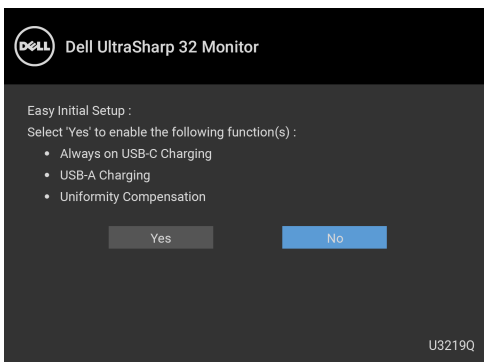 DELL
Dell UltraSharp 32 Monitor
Easy Initial Setup :
Select 'Yes' to enable the following function(s) :
• Always on USB-C Charging
• USB-A Charging
• Uniformity Compensation
Yes No
U3219Q